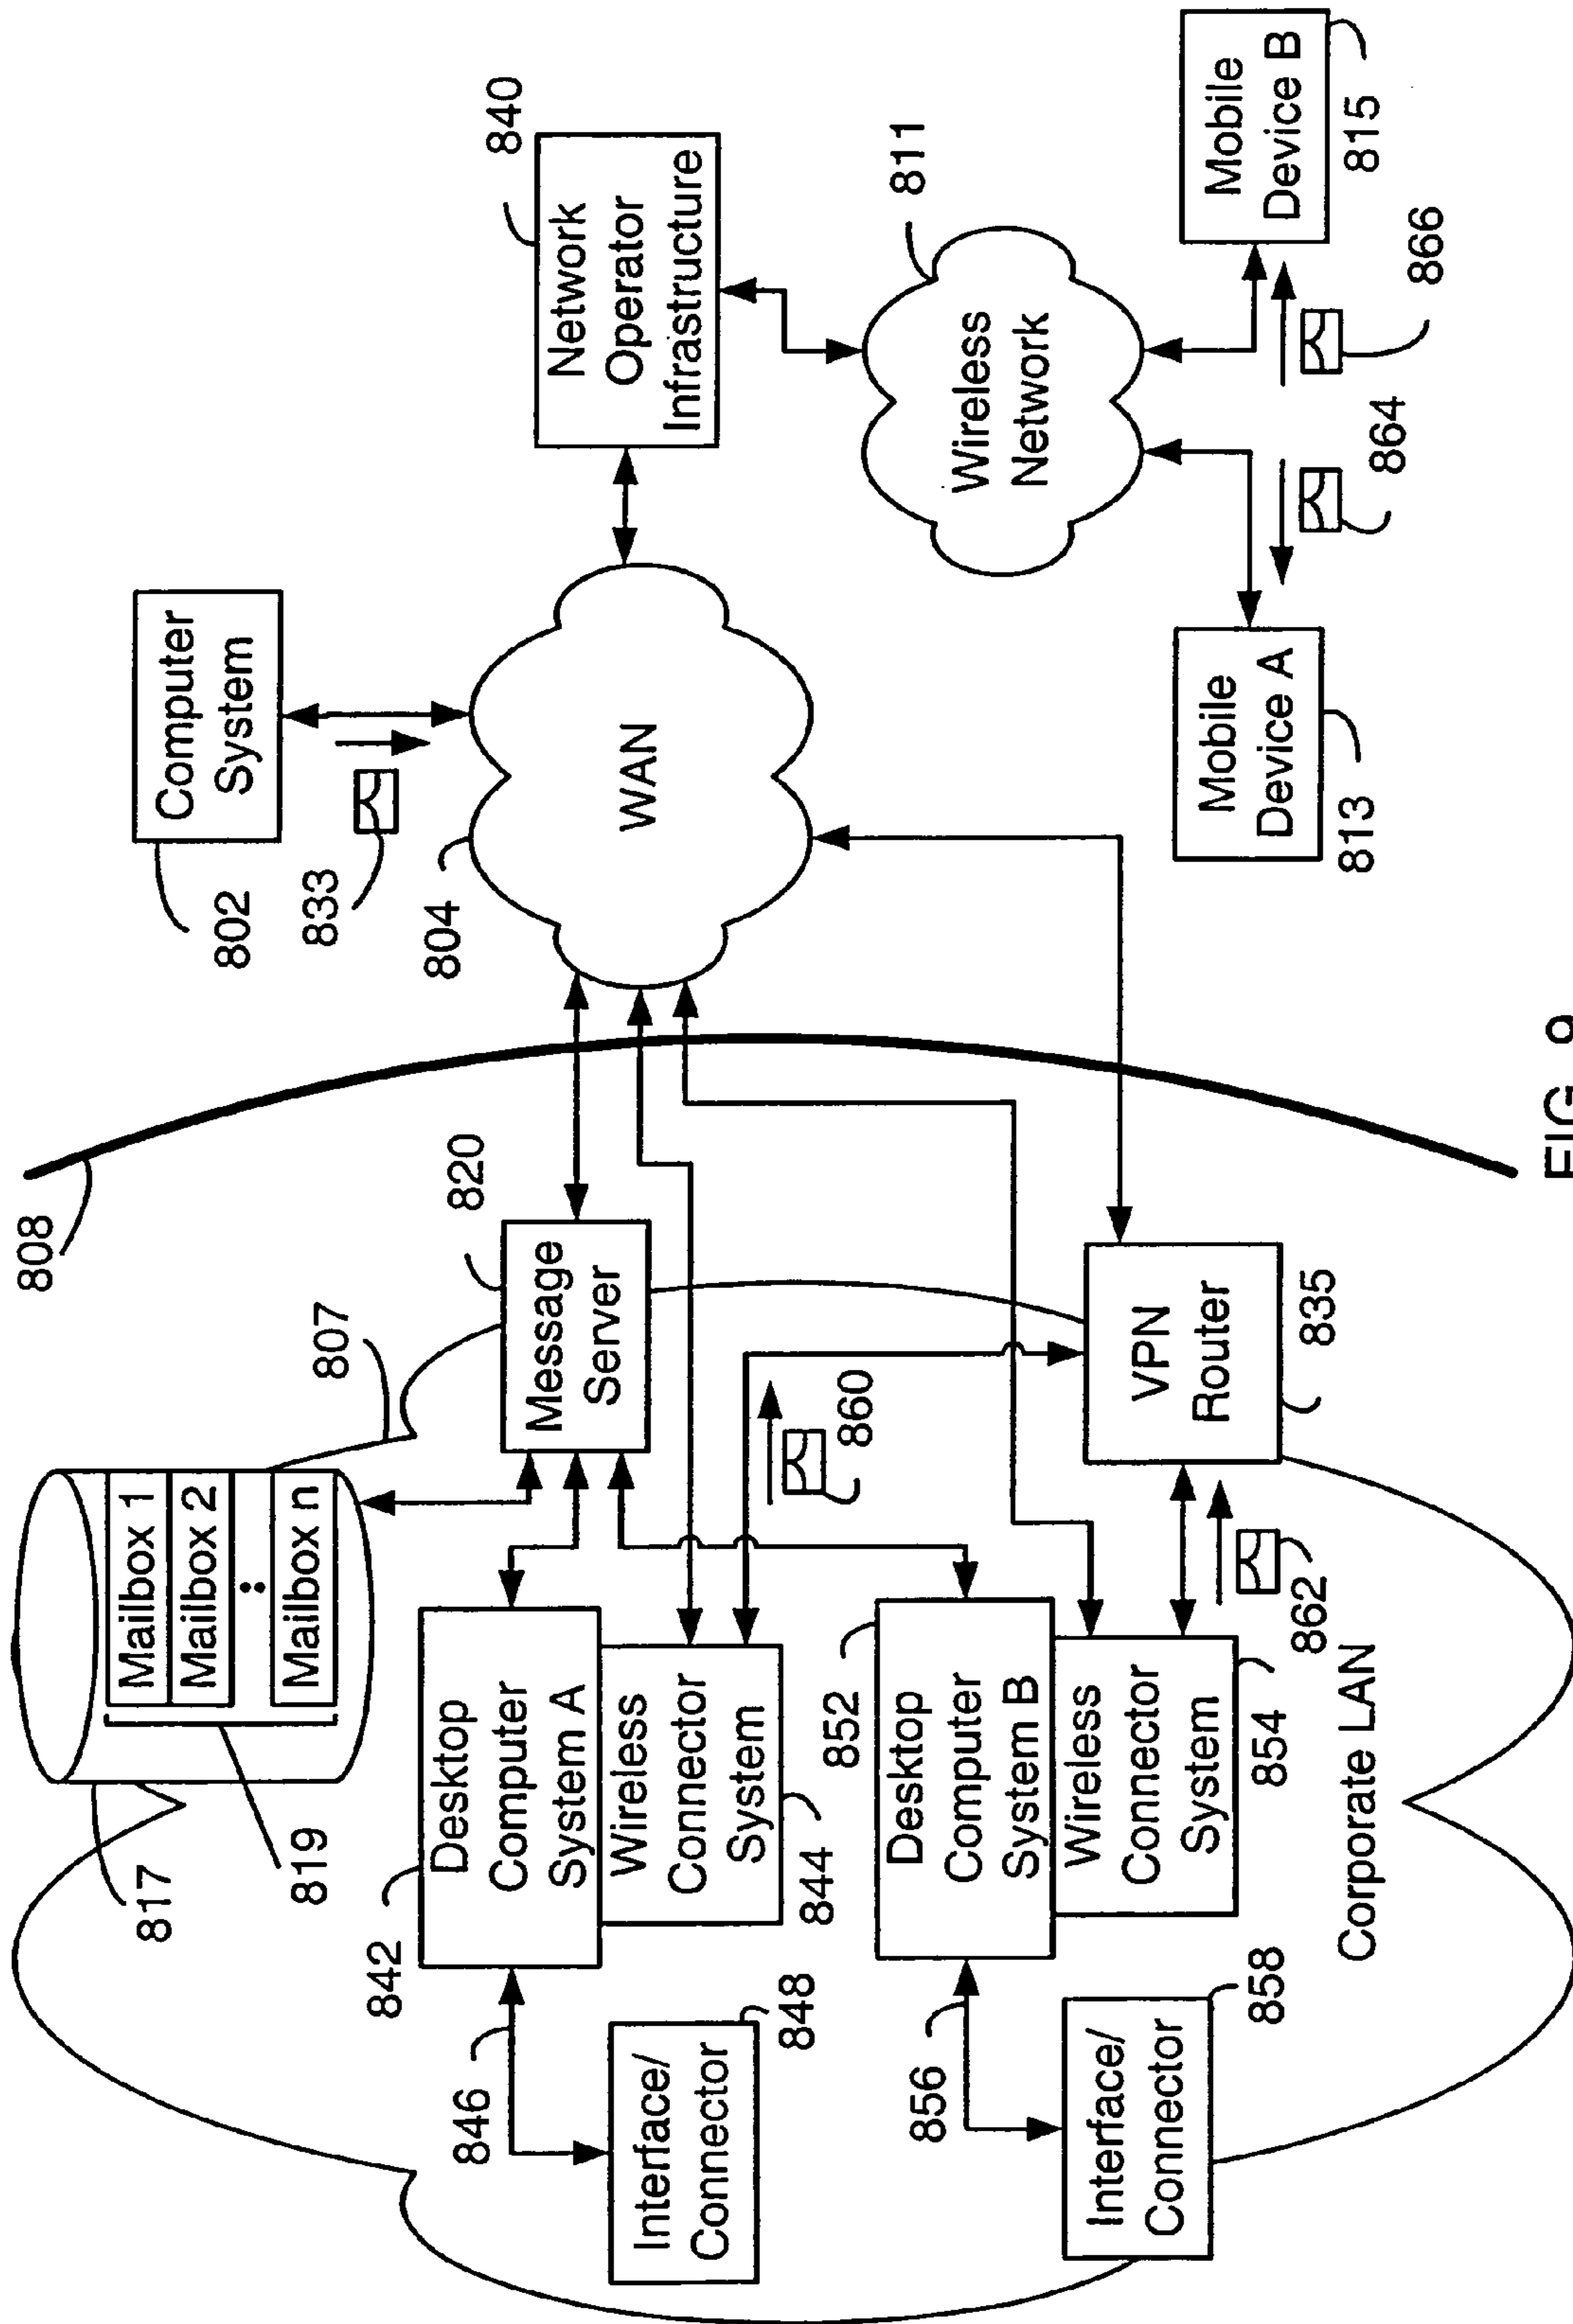 808
817
819
Mailbox 1
Mailbox 2
Mailbox n
807
820
Message
Server
802
Computer
System
833
804
WAN
840
Network
Operator
Infrastructure
842
Desktop
Computer
System A
Wireless
Connector
System
844
846
Interface/
Connector
848
860
811
Wireless
Network
852
Desktop
Computer
System B
Wireless
Connector
System
854
856
Interface/
Connector
858
862
VPN
Router
835
Mobile
Device A
813
864
Mobile
Device B
815
866
Corporate LAN
FIG